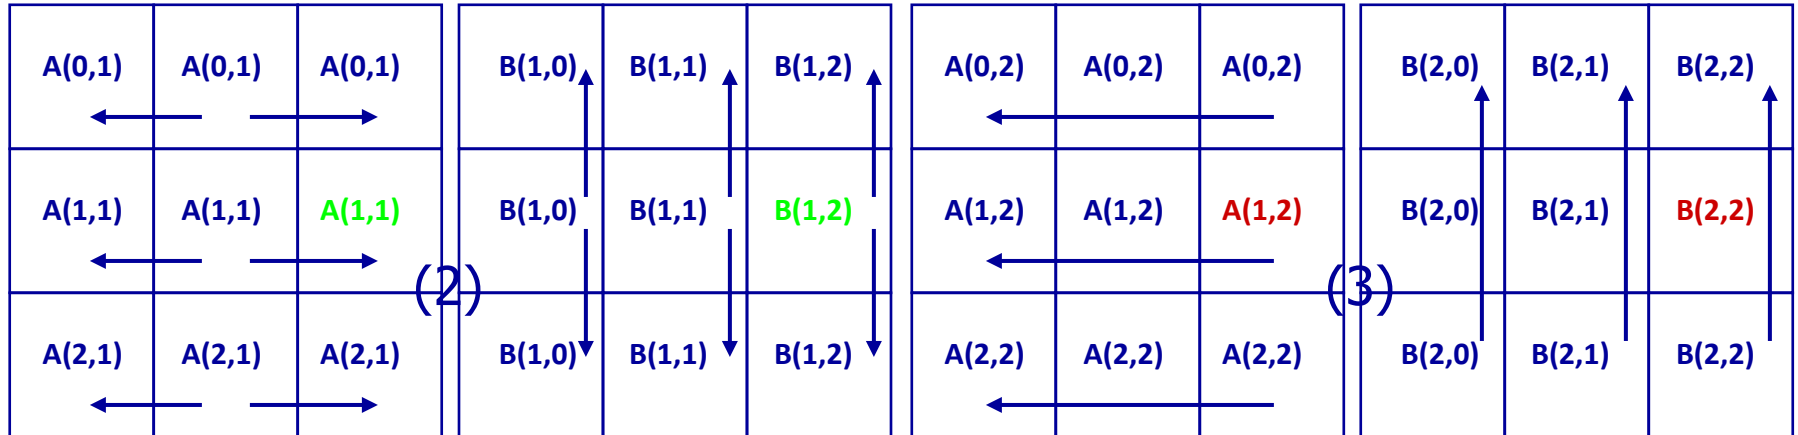 A(0,1) A(0,1) A(0,1) B(1,0) B(1,1) B(1,2) A(0,2) A(0,2) A(0,2) B(2,0) B(2,1) B(2,2)
A(1,1) A(1,1) A(1,1) B(1,0) B(1,1) B(1,2) A(1,2) A(1,2) A(1,2) B(2,0) B(2,1) B(2,2)
(2) (3)
A(2,1) A(2,1) A(2,1) B(1,0) B(1,1) B(1,2) A(2,2) A(2,2) A(2,2) B(2,0) B(2,1) B(2,2)